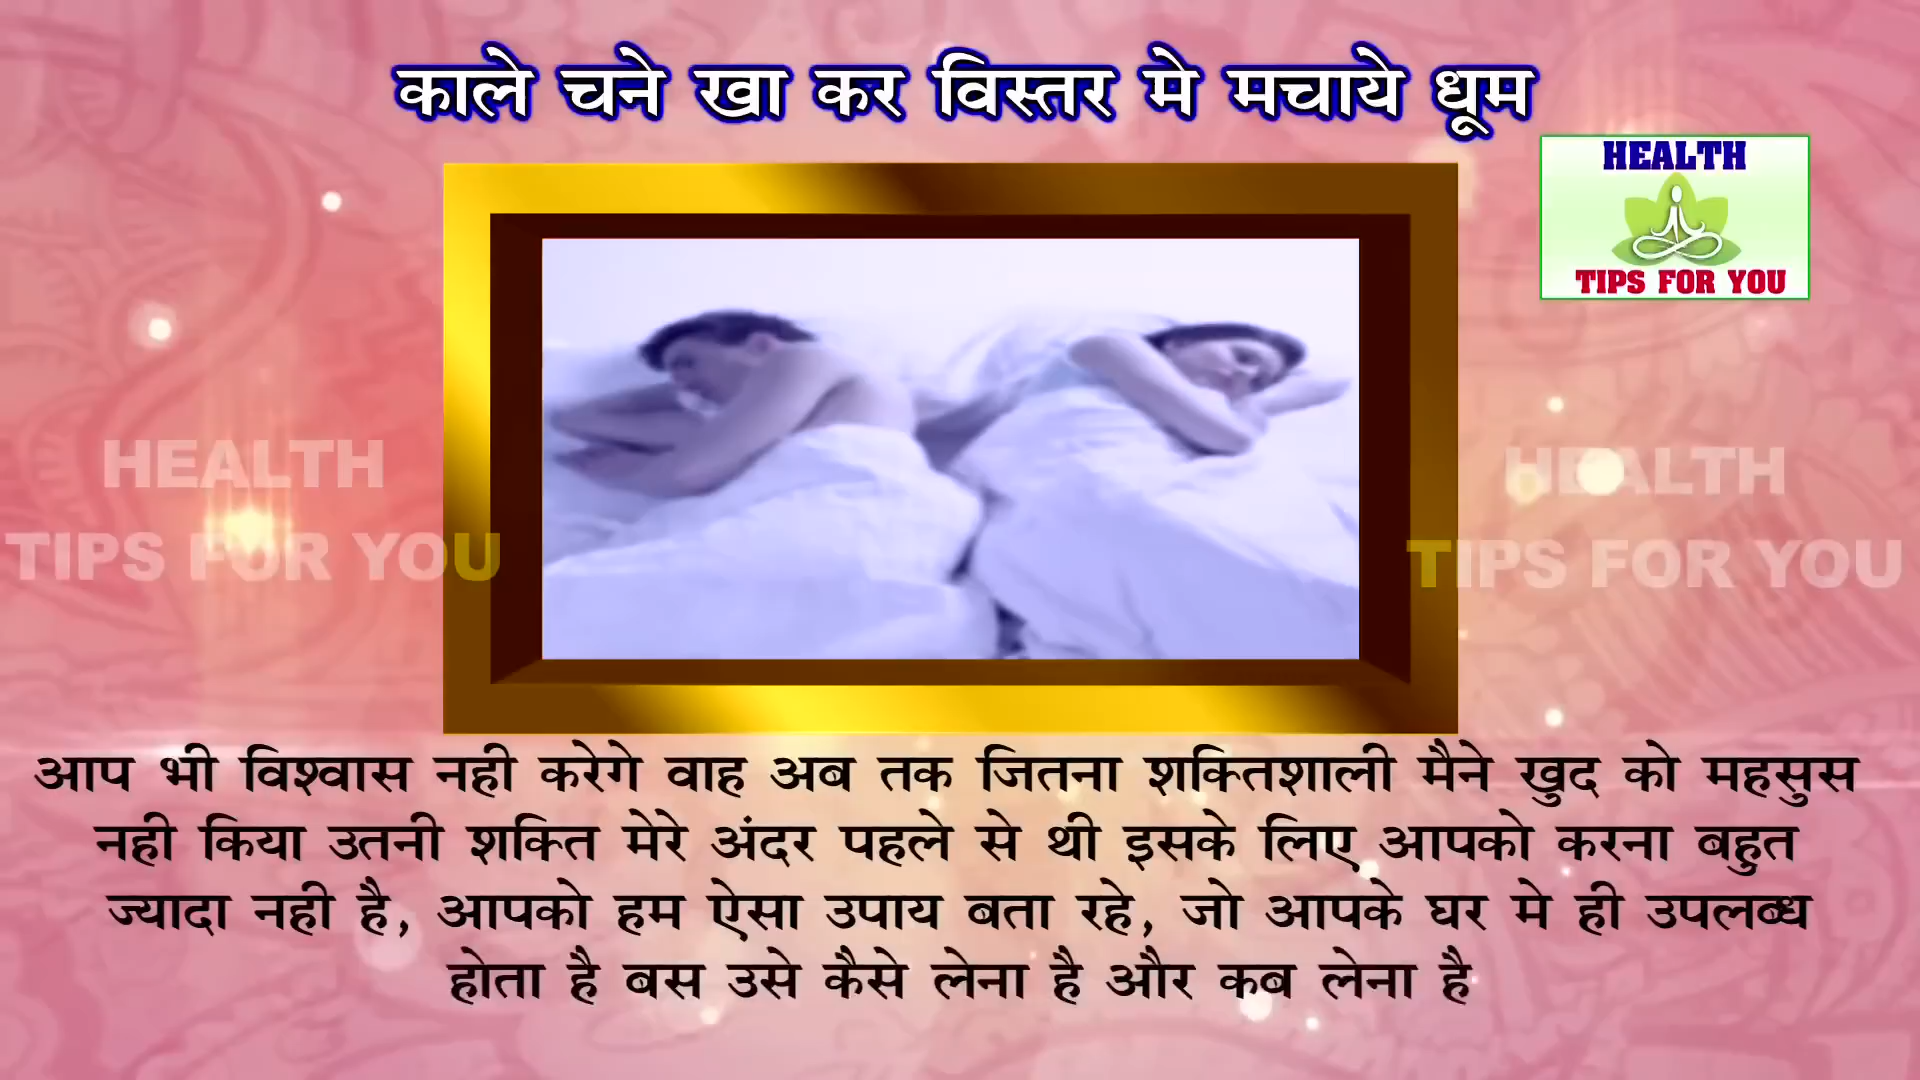 काले चने खा कर विस्तर मे मचाये धूम
HEALTH
TIPS FOR YOU
HEALTH
TIPS FOR YOU
HEALTH
TIPS FOR YOU
आप भी विश्वास नही करेगे वाह अब तक जितना शक्तिशाली मैने खुद को महसुस
नही किया उतनी शक्ति मेरे अंदर पहले से थी इसके लिए आपको करना बहुत
ज्यादा नही है, आपको हम ऐसा उपाय बता रहे, जो आपके घर मे ही उपलब्ध
होता है बस उसे कैसे लेना है और कब लेना है